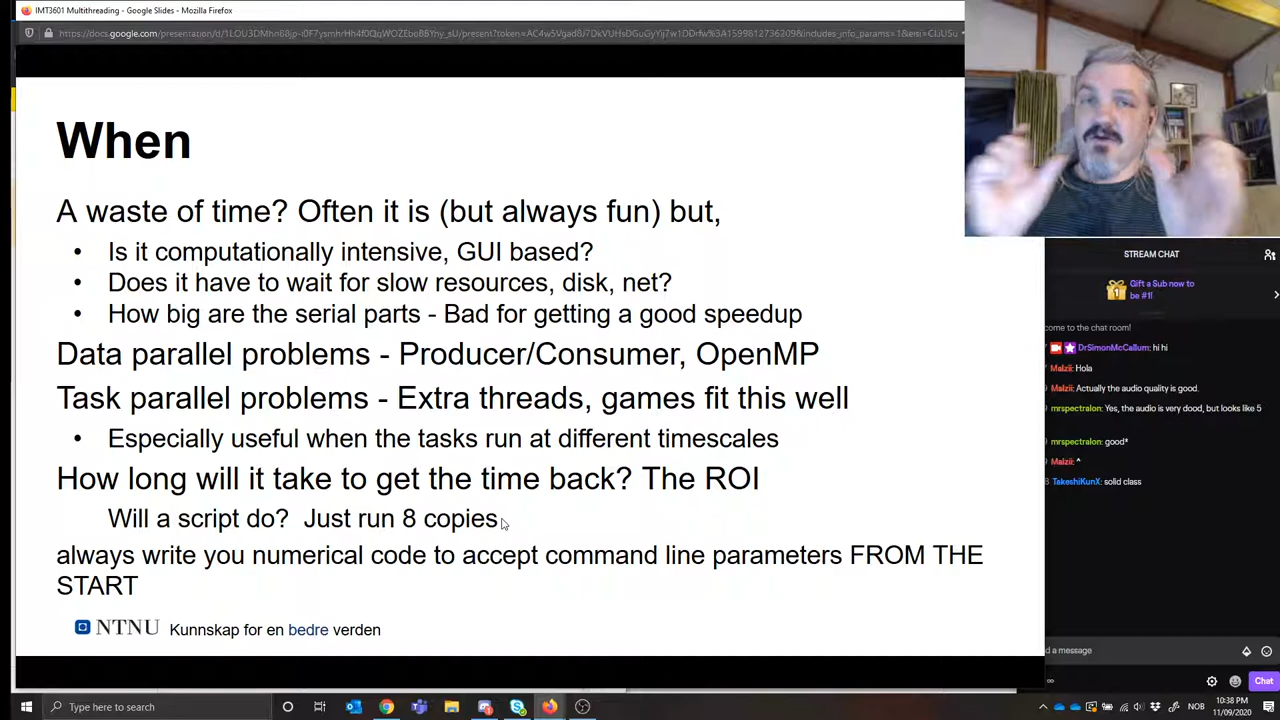 IMT3601 Multithreading - Google Slides - Mozilla Firefox
When
A waste of time? Often it is (but always fun) but,
• Is it computationally intensive, GUI based?
• Does it have to wait for slow resources, disk, net?
• How big are the serial parts - Bad for getting a good speedup
Data parallel problems - Producer/Consumer, OpenMP
Task parallel problems - Extra threads, games fit this well
• Especially useful when the tasks run at different timescales
How long will it take to get the time back? The ROI
Will a script do? Just run 8 copies
always write you numerical code to accept command line parameters FROM THE
START
NTNU Kunnskap for en bedre verden
STREAM CHAT
Gift a Sub now to
be #1!
come to the chat room!
DrSimonMcCallum: hi hi
Malzii: Hola
Malzii: Actually the audio quality is good.
mrspectralon: Yes, the audio is very dood, but looks like 5
mrspectralon: good*
Malzii: ^
TakeshiKunX: solid class
d a message
Chat
Type here to search
NOB
10:38 PM
11/09/2020